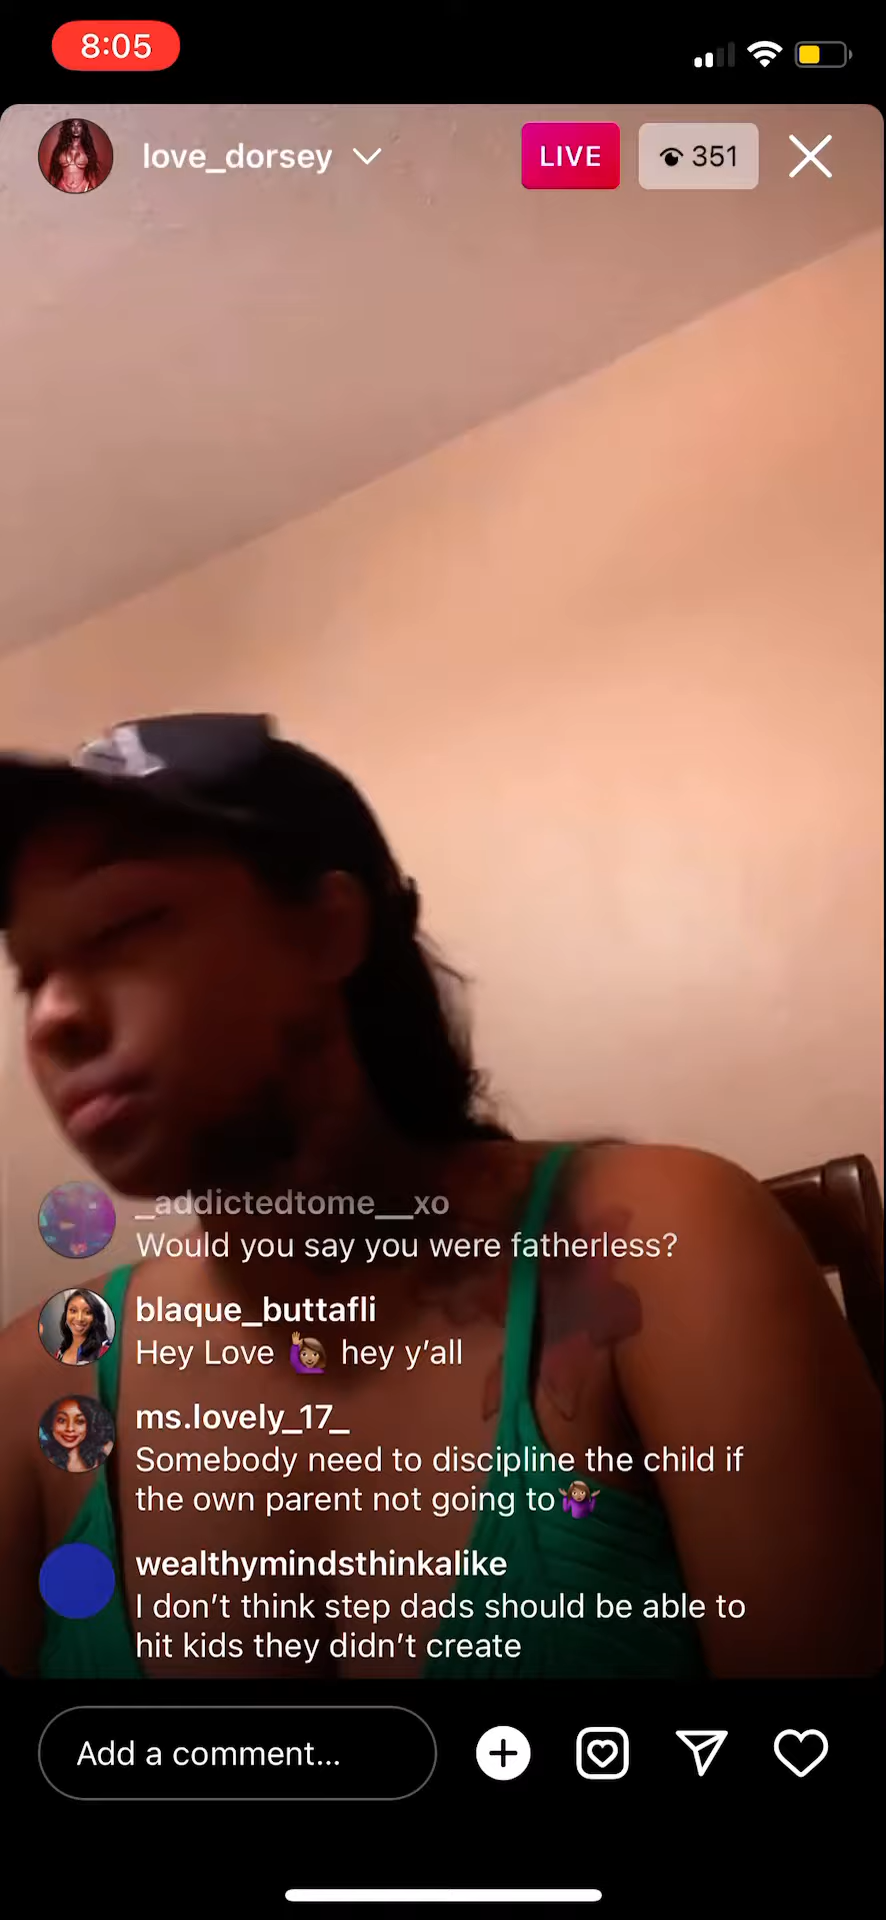 8:05
love_dorsey
LIVE
351
_addictedtome__xo
Would you say you were fatherless?
blaque_buttafli
Hey Love 🙋🏽‍♀️ hey y’all
ms.lovely_17_
Somebody need to discipline the child if
the own parent not going to🤷🏽‍♀️
wealthymindsthinkalike
I don’t think step dads should be able to
hit kids they didn’t create
Add a comment...